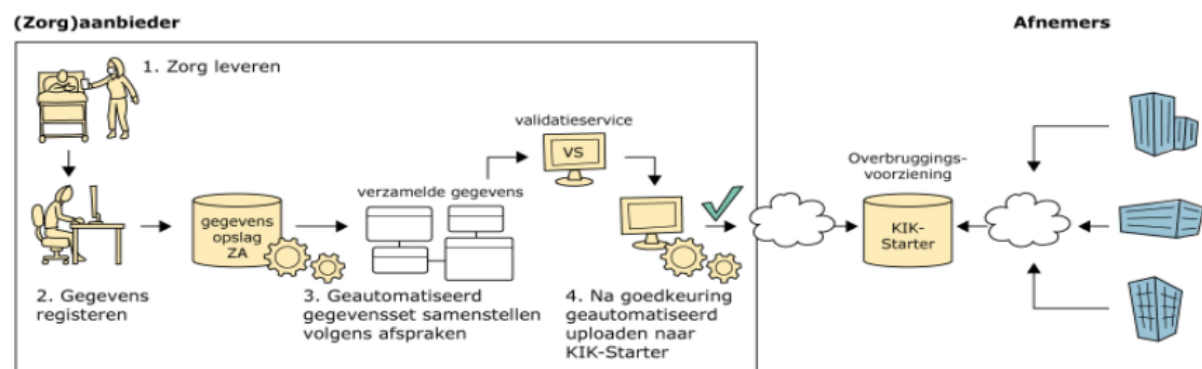 (Zorg)aanbieder
Afnemers
1. Zorg leveren
validatieservice
VS
Overbruggings-
voorziening
verzamelde gegevens
gegevens
opslag
ZA
KIK-
Starter
2. Gegevens
registeren
3. Geautomatiseerd
gegevensset samenstellen
volgens afspraken
4. Na goedkeuring
geautomatiseerd
uploaden naar
KIK-Starter